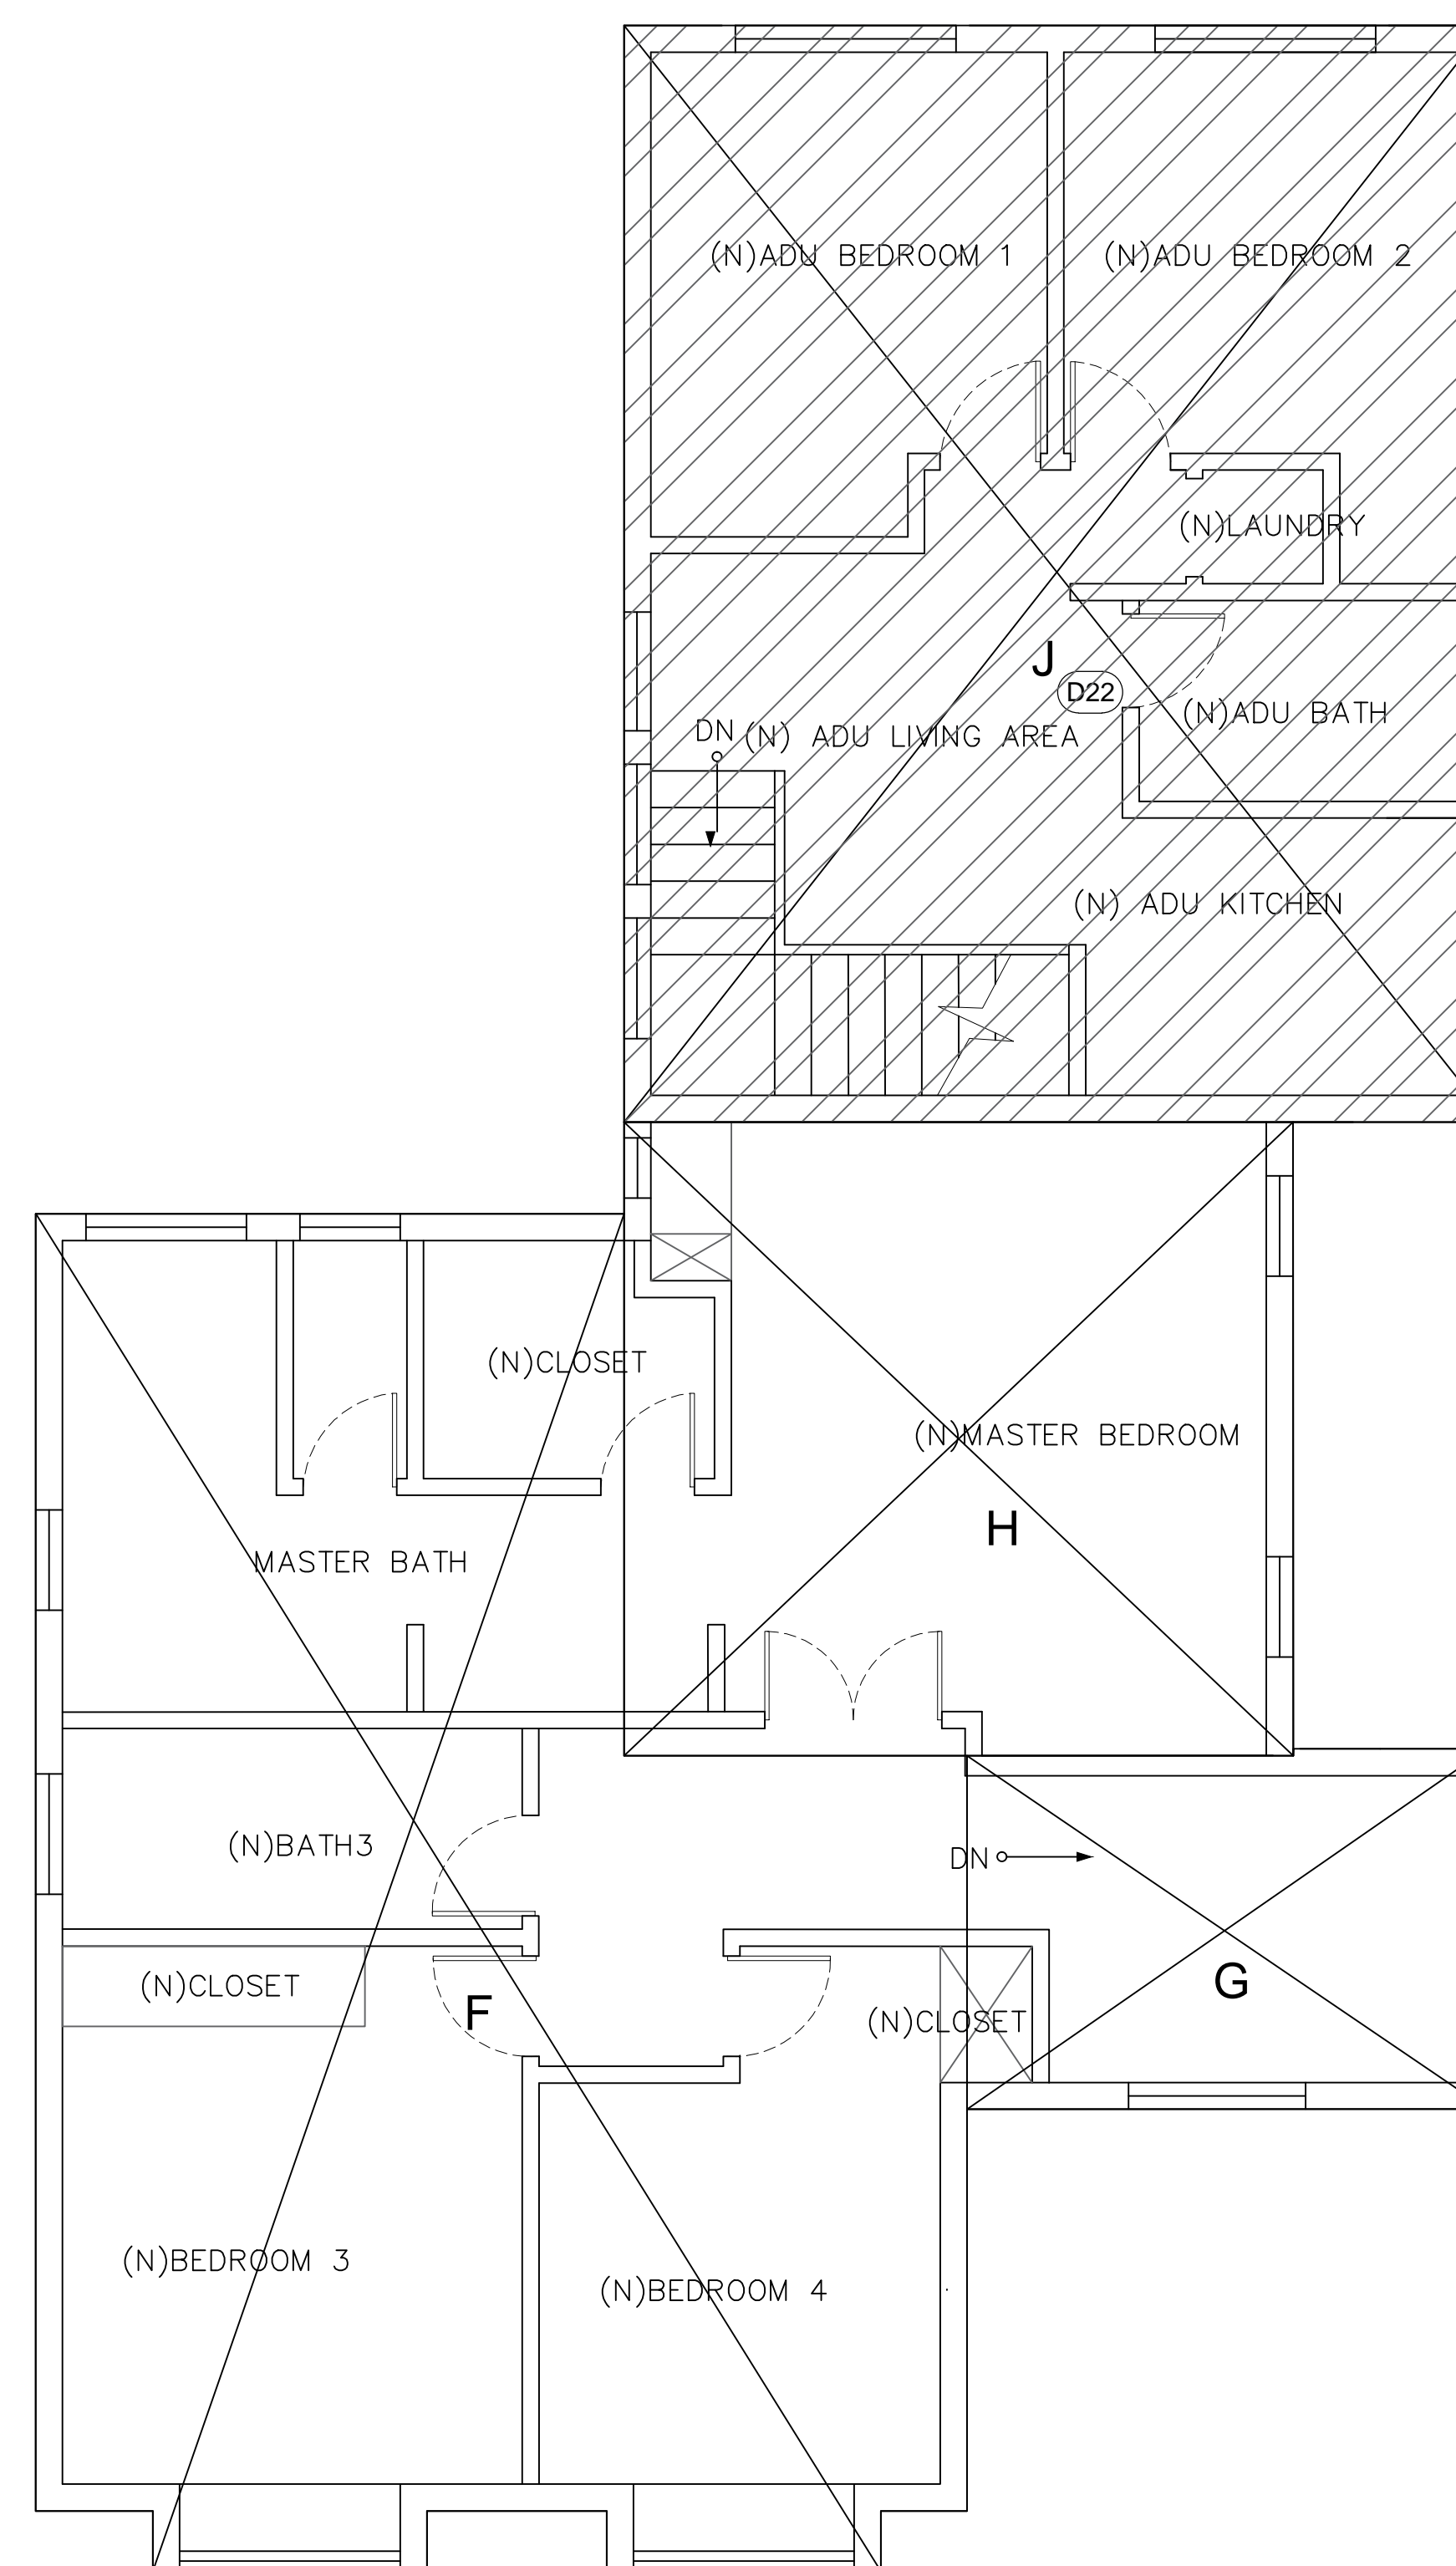 (N)ADU BEDROOM 1
(N)ADU BEDROOM 2
(N)LAUNDRY
J
D22
(N)ADU BATH
DN
(N) ADU LIVING AREA
(N) ADU KITCHEN
(N)CLOSET
(N)MASTER BEDROOM
H
MASTER BATH
(N)BATH3
DN
G
(N)CLOSET
F
(N)CLOSET
(N)BEDROOM 3
(N)BEDROOM 4